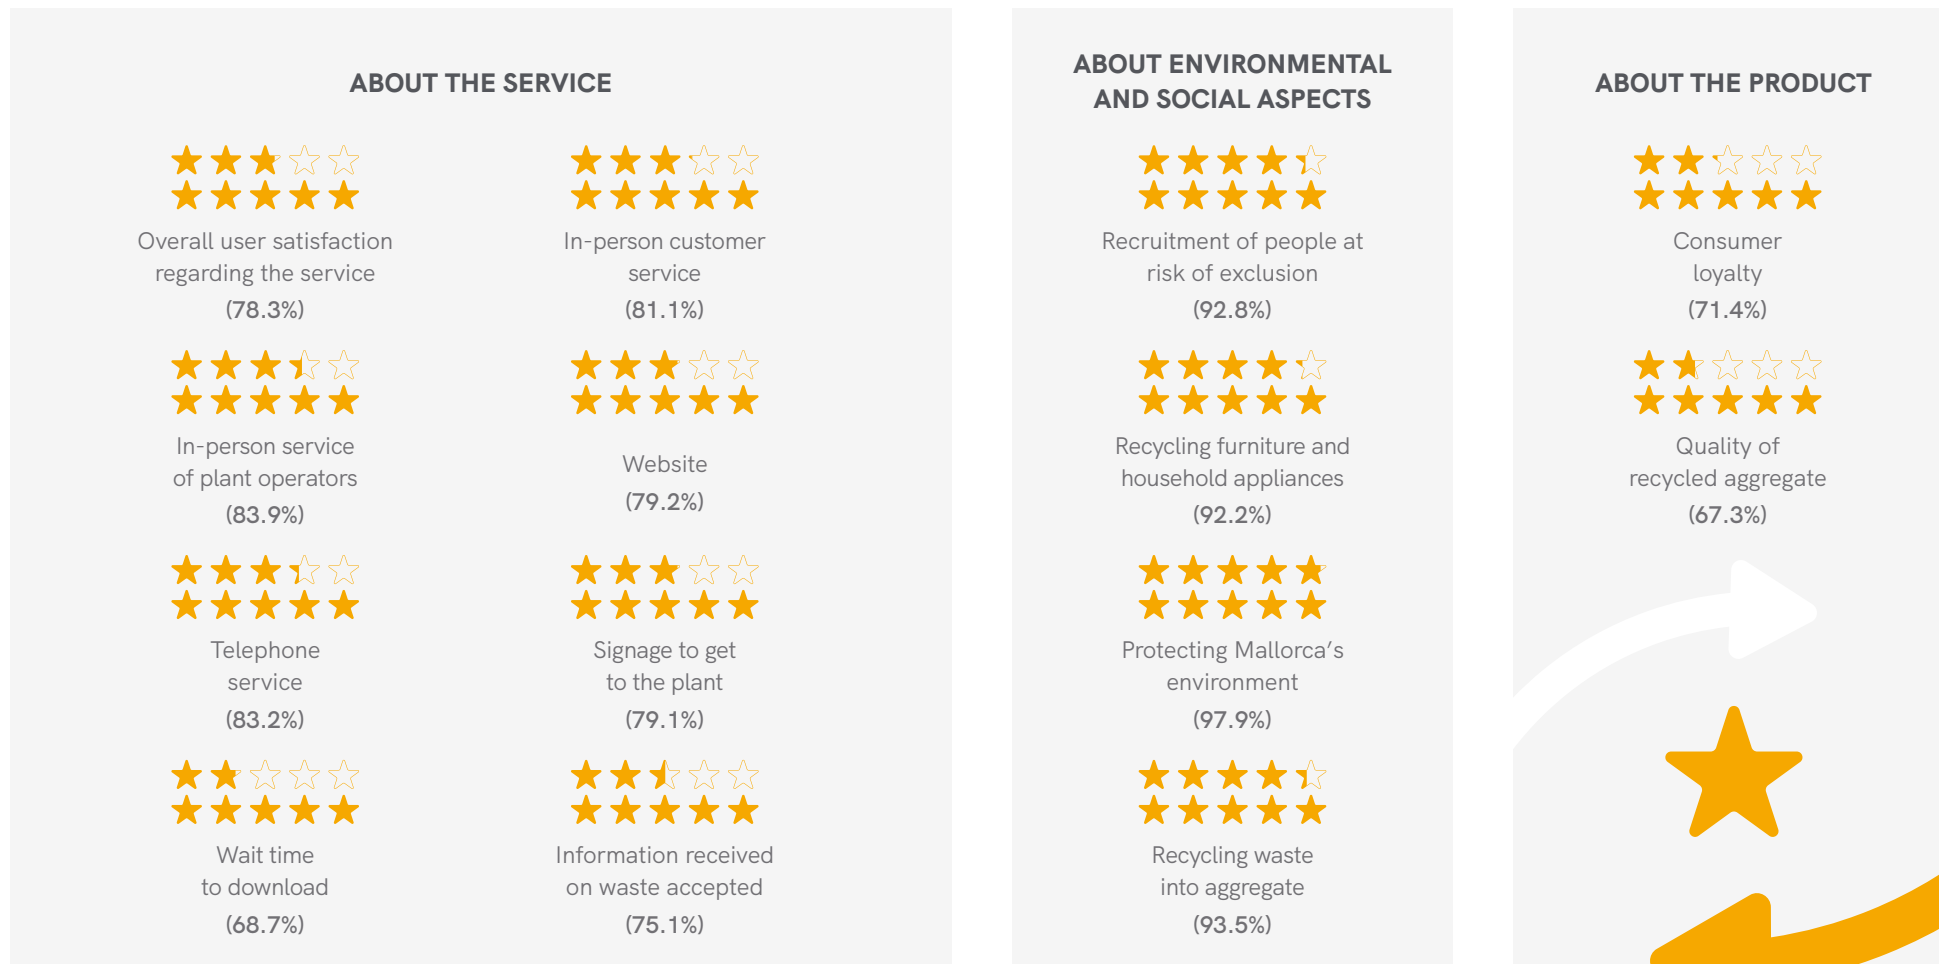 ABOUT THE SERVICE
Overall user satisfaction
regarding the service
(78.3%)
In-person customer
service
(81.1%)
In-person service
of plant operators
(83.9%)
Website
(79.2%)
Telephone
service
(83.2%)
Signage to get
to the plant
(79.1%)
Wait time
to download
(68.7%)
Information received
on waste accepted
(75.1%)
ABOUT ENVIRONMENTAL
AND SOCIAL ASPECTS
Recruitment of people at
risk of exclusion
(92.8%)
Recycling furniture and
household appliances
(92.2%)
Protecting Mallorca’s
environment
(97.9%)
Recycling waste
into aggregate
(93.5%)
ABOUT THE PRODUCT
Consumer
loyalty
(71.4%)
Quality of
recycled aggregate
(67.3%)